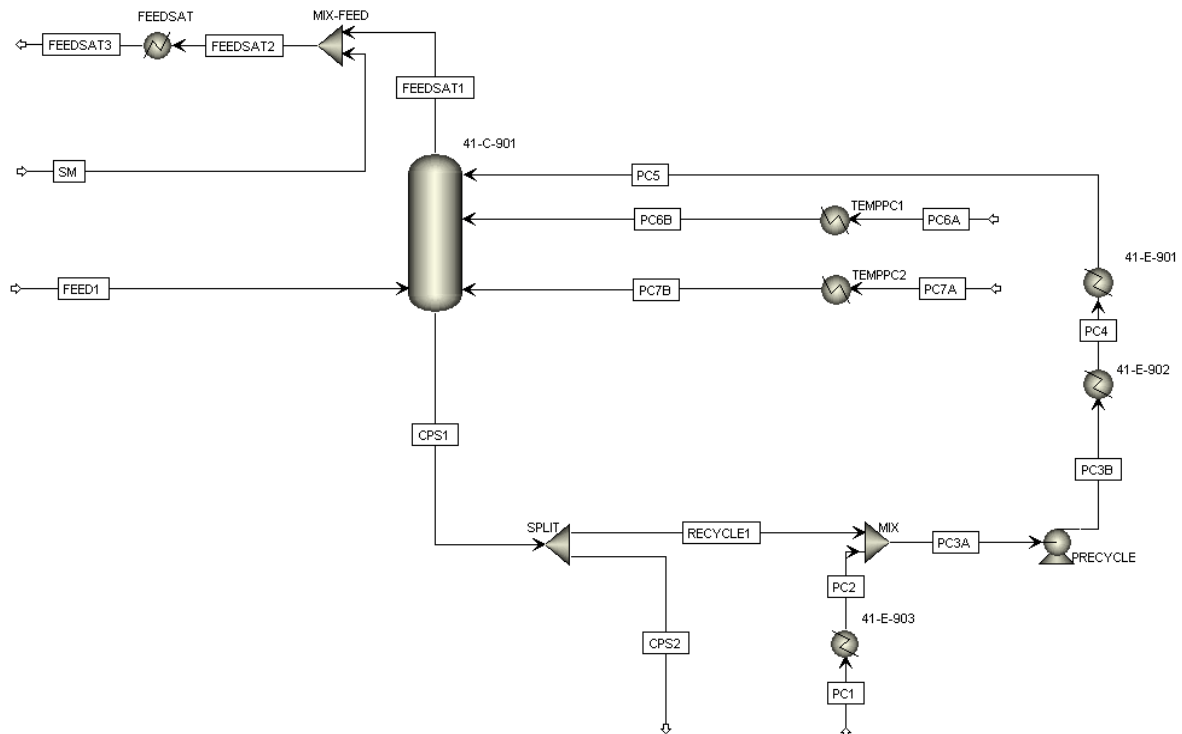 FEEDSAT
MIX-FEED
FEEDSAT3
FEEDSAT2
FEEDSAT1
41-C-901
SM
PC5
TEMPPC1
PC6B
PC6A
41-E-901
TEMPPC2
FEED1
PC7B
PC7A
PC4
41-E-902
CPS1
PC3B
SPLIT
RECYCLE1
MIX
PC3A
PRECYCLE
PC2
41-E-903
CPS2
PC1